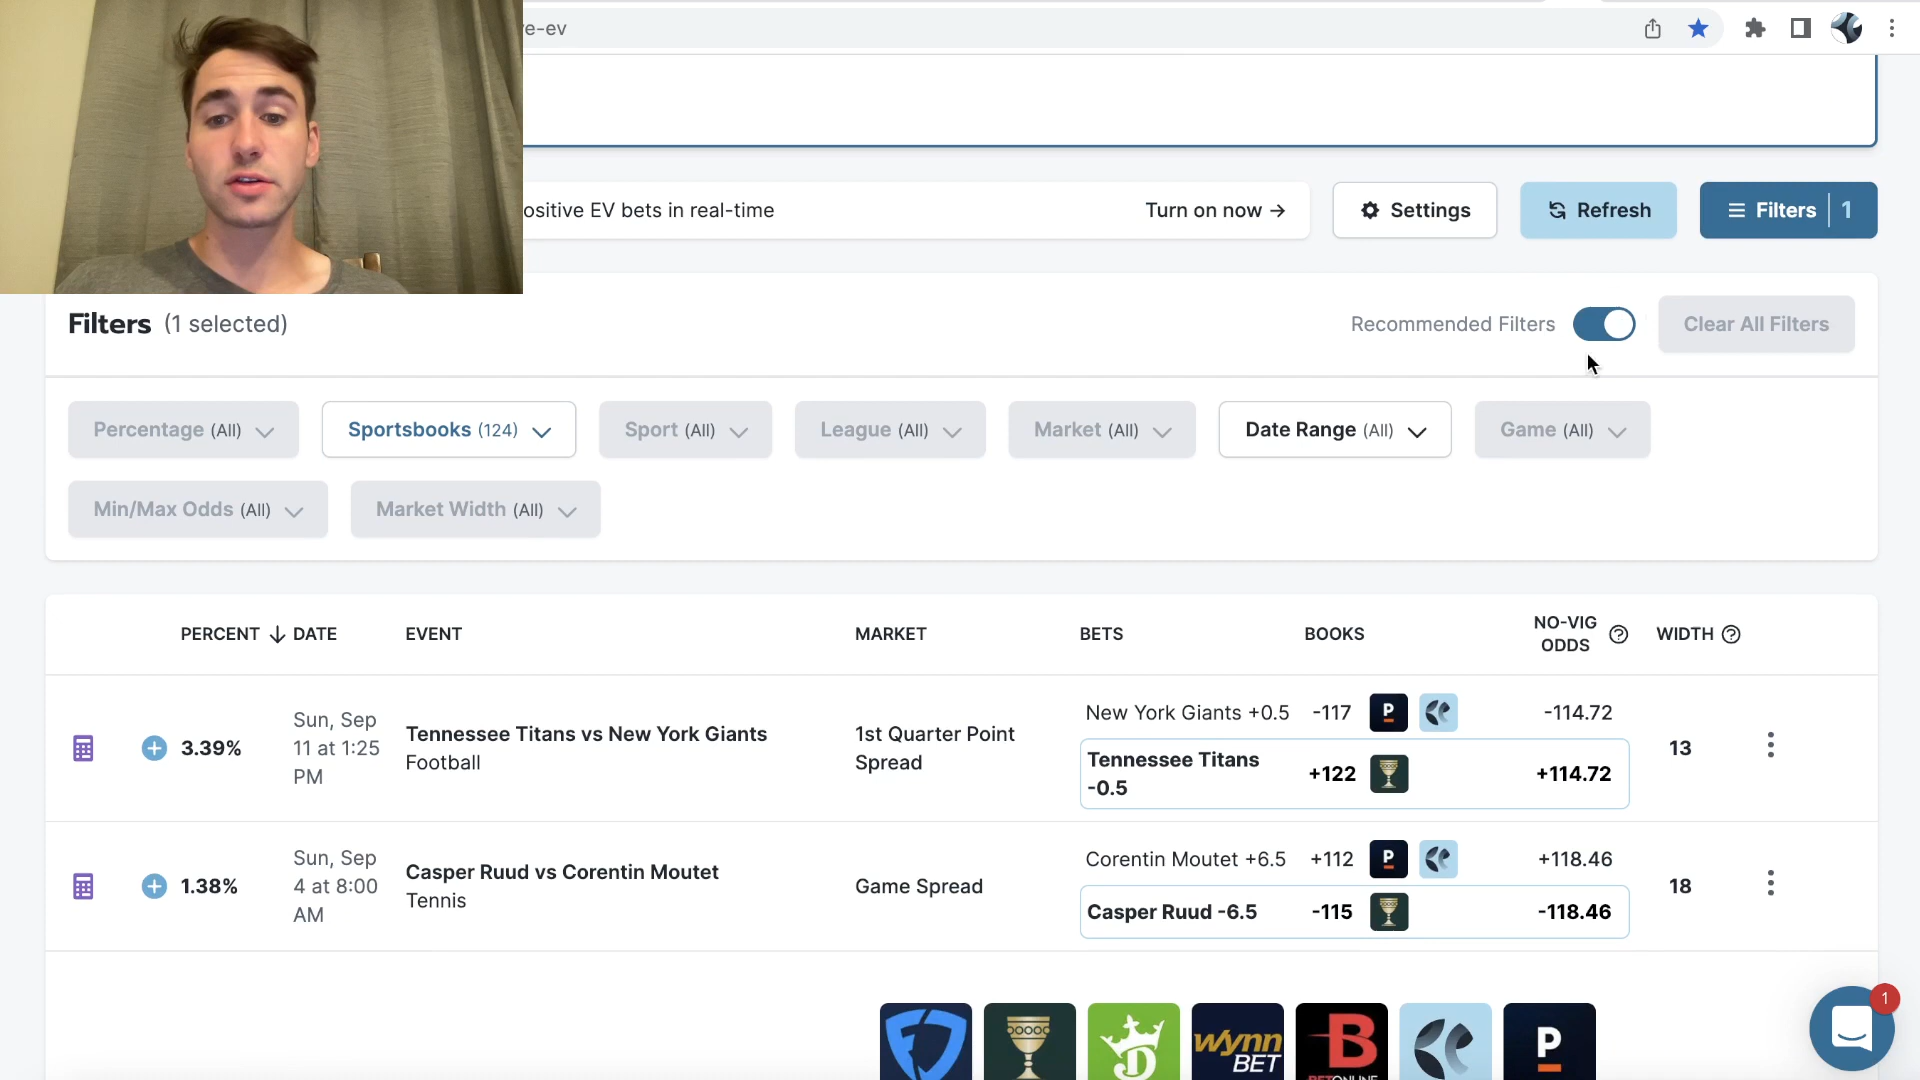 re-ev
ositive EV bets in real-time
Turn on now →
Settings
Refresh
Filters 1
Filters (1 selected)
Recommended Filters
Clear All Filters
Percentage (All)
Sportsbooks (124)
Sport (All)
League (All)
Market (All)
Date Range (All)
Game (All)
Min/Max Odds (All)
Market Width (All)
PERCENT DATE EVENT MARKET BETS BOOKS NO-VIG ODDS WIDTH
3.39%
Sun, Sep
11 at 1:25
PM
Tennessee Titans vs New York Giants
Football
1st Quarter Point
Spread
New York Giants +0.5 -117 P -114.72
Tennessee Titans
-0.5
+122 +114.72
13
1.38%
Sun, Sep
4 at 8:00
AM
Casper Ruud vs Corentin Moutet
Tennis
Game Spread
Corentin Moutet +6.5 +112 P +118.46
Casper Ruud -6.5 -115 -118.46
18
1
D
Wynn
BET
B
BETONLINE
P